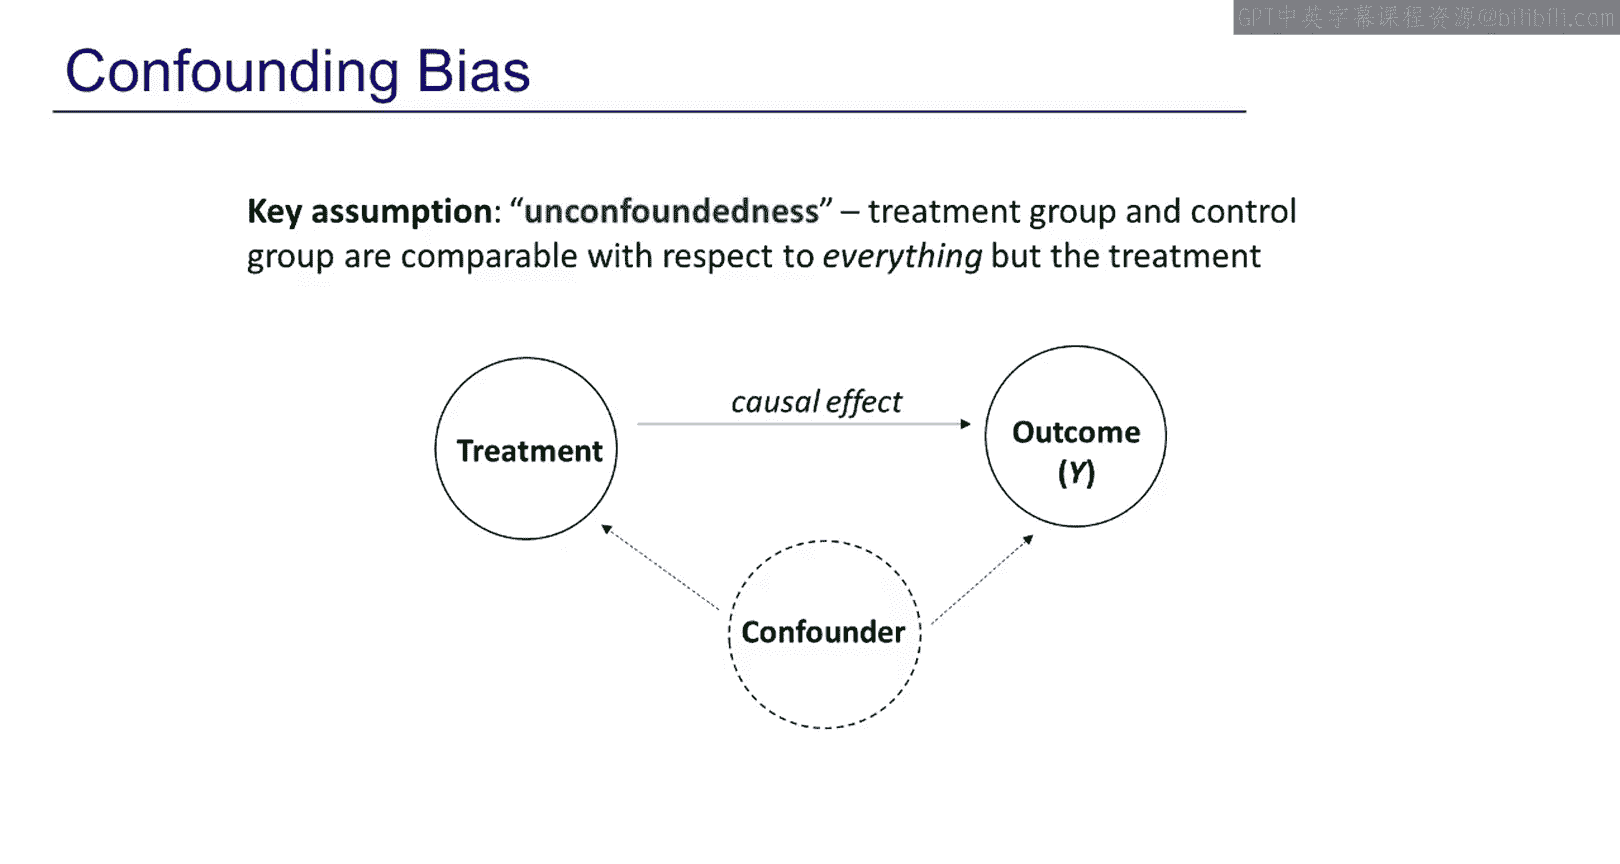 GPT中英字幕课程资源@bilibili.com
Confounding Bias
Key assumption: “unconfoundedness” – treatment group and control
group are comparable with respect to everything but the treatment
causal effect
Treatment
Outcome
(Y)
Confounder